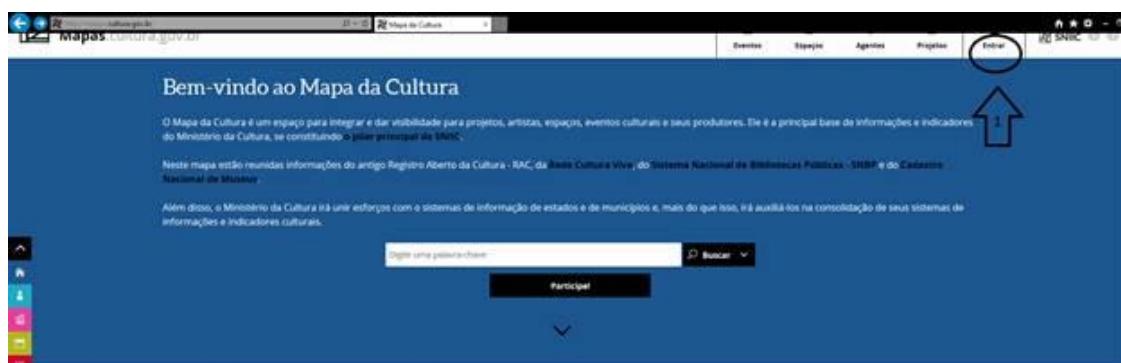 Mapa da Cultura
Mapas.cultura.gov.br
Eventos Espaços Agentes Projetos Entrar SNIIC
1
Bem-vindo ao Mapa da Cultura
O Mapa da Cultura é um espaço para integrar e dar visibilidade para projetos, artistas, espaços, eventos culturais e seus produtores. Ele é a principal base de informações e indicadores
do Ministério da Cultura, se constituindo o pilar principal do SNIIC.
Neste mapa estão reunidas informações do antigo Registro Aberto da Cultura - RAC, da Rede Cultura Viva, do Sistema Nacional de Bibliotecas Públicas - SNBP e do Cadastro
Nacional de Museus.
Além disso, o Ministério da Cultura irá unir esforços com o sistemas de informação de estados e de municípios e, mais do que isso, irá auxiliá-los na consolidação de seus sistemas de
informações e indicadores culturais.
Digite uma palavra-chave Buscar
Participe!